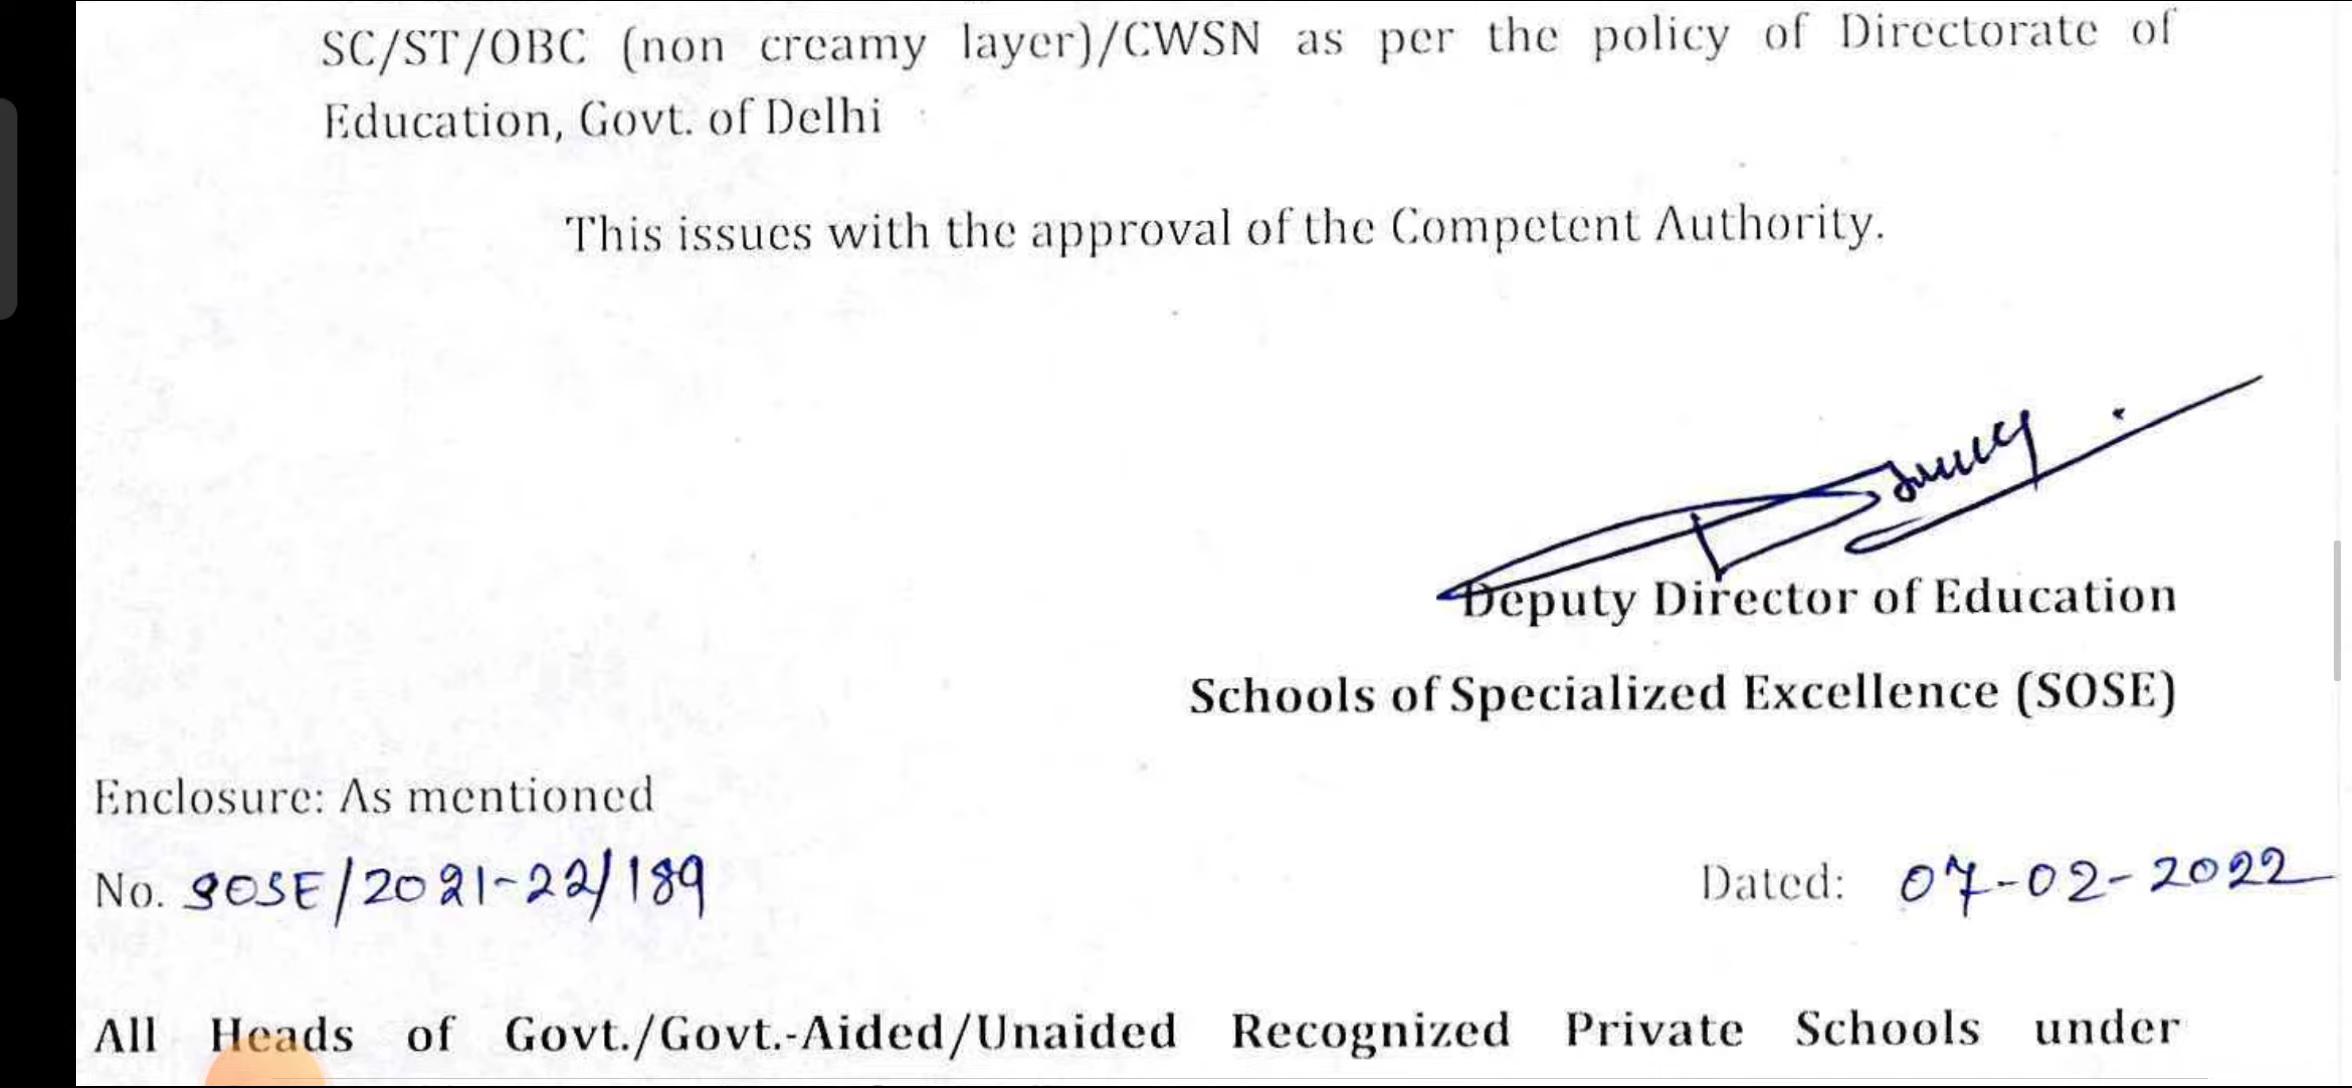 SC/ST/OBC (non creamy layer)/CWSN as per the policy of Directorate of
Education, Govt. of Delhi
This issues with the approval of the Competent Authority.
Deputy Director of Education
Schools of Specialized Excellence (SOSE)
Enclosure: As mentioned
No. SOSE/2021-22/189
Dated: 07-02-2022
All Heads of Govt./Govt.-Aided/Unaided Recognized Private Schools under